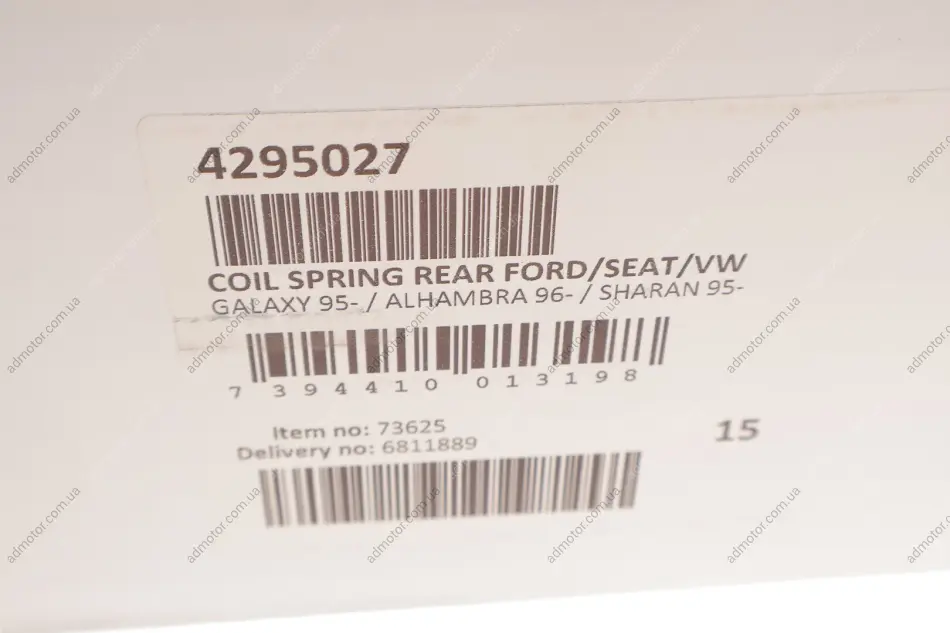 4295027
COIL SPRING REAR FORD/SEAT/VW
GALAXY 95- / ALHAMBRA 96- / SHARAN 95-
7 394410 013198
Item no: 73625
Delivery no: 6811889
15
admotor.com.ua